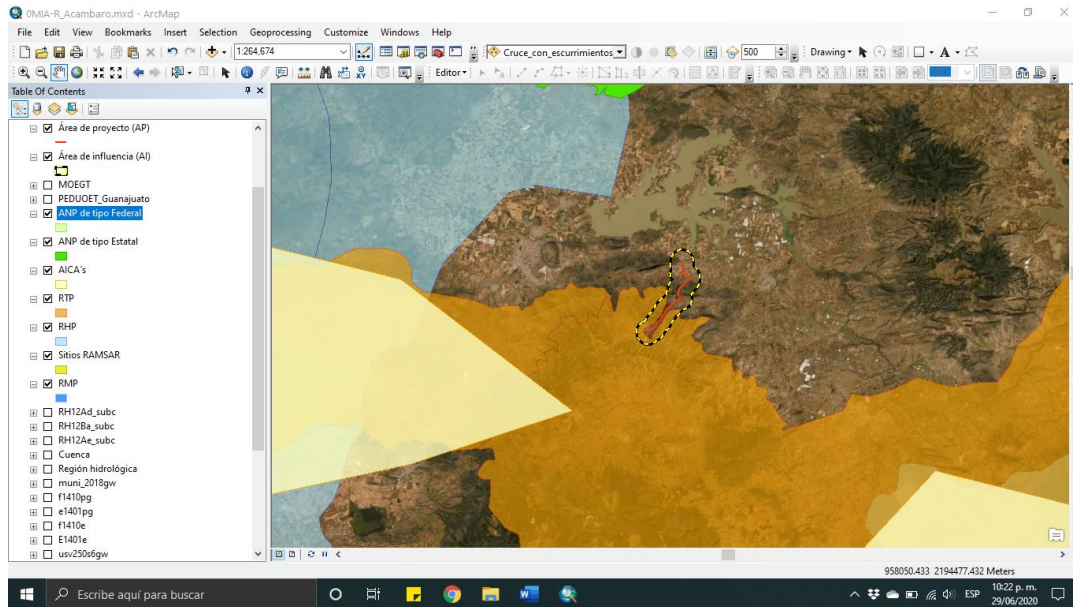 0MIA-R_Acambaro.mxd - ArcMap
File Edit View Bookmarks Insert Selection Geoprocessing Customize Windows Help
1:264,674
Cruce_con_escurrimientos
500
Drawing
A
Editor
Table Of Contents
Área de proyecto (AP)
Área de influencia (AI)
MOEGT
PEDUOET_Guanajuato
ANP de tipo Federal
ANP de tipo Estatal
AICA´s
RTP
RHP
Sitios RAMSAR
RMP
RH12Ad_subc
RH12Ba_subc
RH12Ae_subc
Cuenca
Región hidrológica
muni_2018gw
f1410pg
e1401pg
f1410e
E1401e
usv250s6gw
958050.433 2194477.432 Meters
Escribe aquí para buscar
ESP
10:22 p. m.
29/06/2020